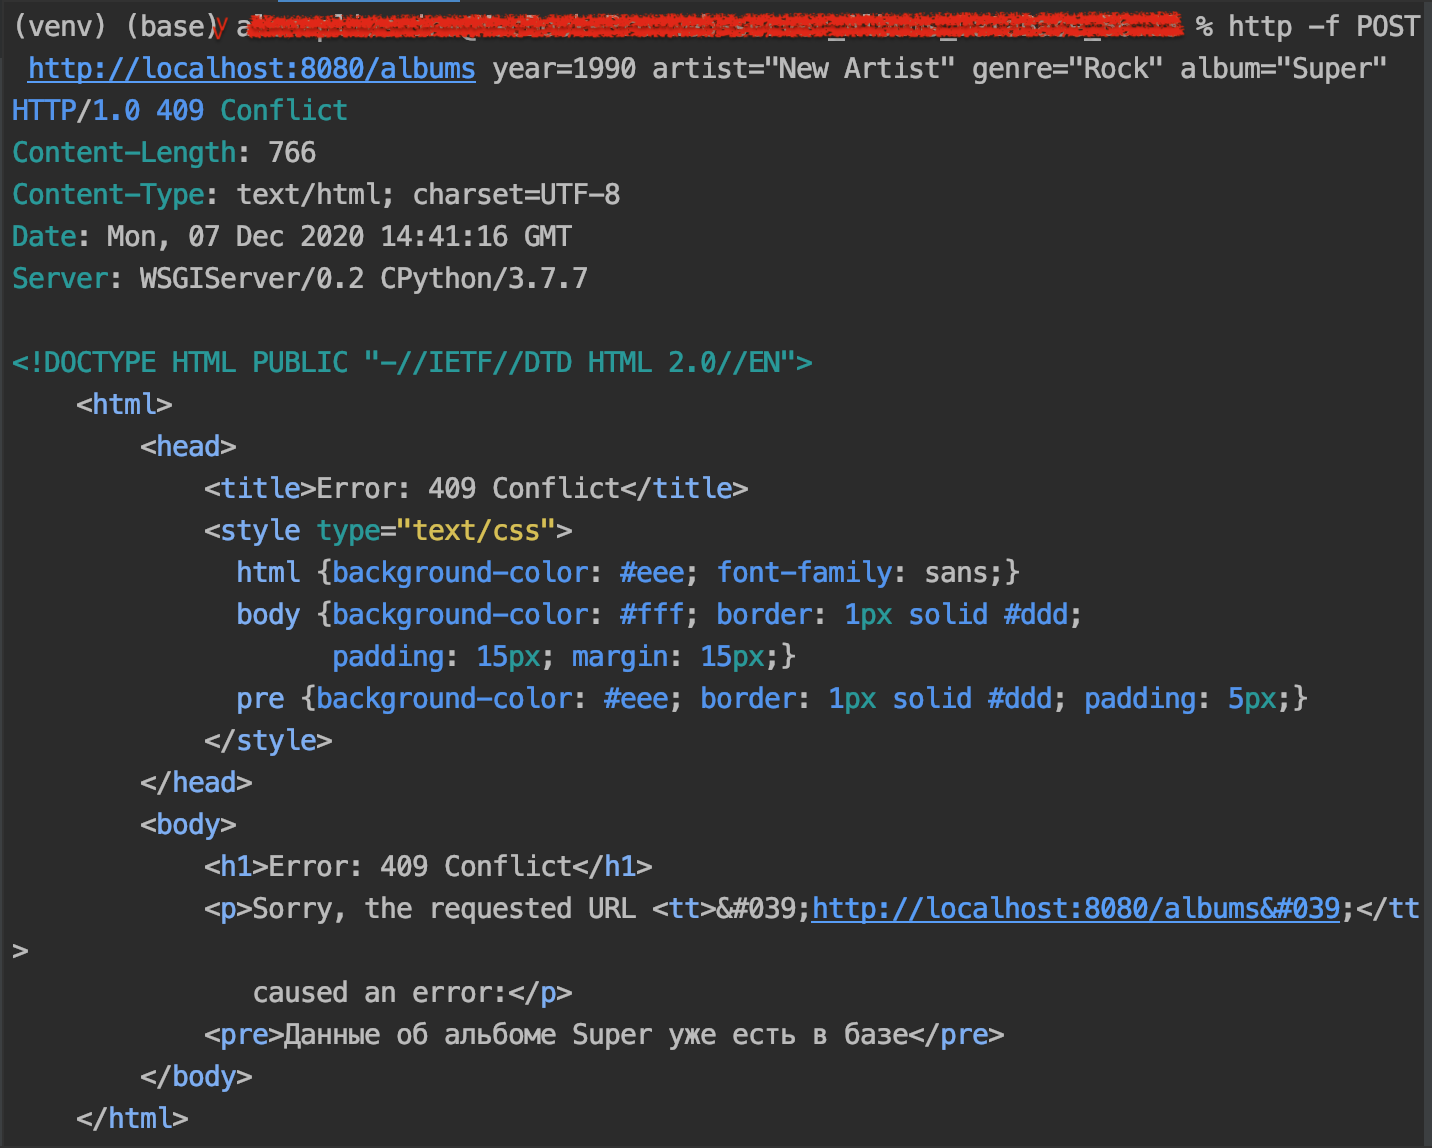 (venv) (base) % http -f POST
http://localhost:8080/albums year=1990 artist="New Artist" genre="Rock" album="Super"
HTTP/1.0 409 Conflict
Content-Length: 766
Content-Type: text/html; charset=UTF-8
Date: Mon, 07 Dec 2020 14:41:16 GMT
Server: WSGIServer/0.2 CPython/3.7.7
<!DOCTYPE HTML PUBLIC "-//IETF//DTD HTML 2.0//EN">
<html>
<head>
<title>Error: 409 Conflict</title>
<style type="text/css">
html {background-color: #eee; font-family: sans;}
body {background-color: #fff; border: 1px solid #ddd;
padding: 15px; margin: 15px;}
pre {background-color: #eee; border: 1px solid #ddd; padding: 5px;}
</style>
</head>
<body>
<h1>Error: 409 Conflict</h1>
<p>Sorry, the requested URL <tt>&#039;http://localhost:8080/albums&#039;</tt
>
caused an error:</p>
<pre>Данные об альбоме Super уже есть в базе</pre>
</body>
</html>